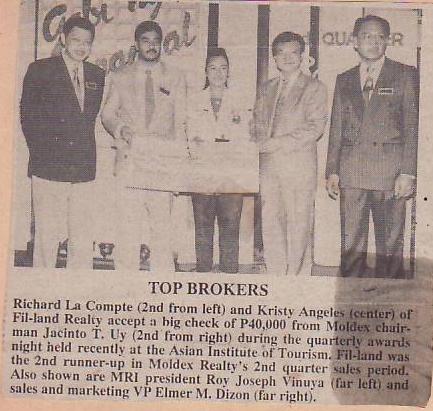 Gabi ng
Parangal
QUARTER
TOP BROKERS
Richard La Compte (2nd from left) and Kristy Angeles (center) of
Fil-land Realty accept a big check of P40,000 from Moldex chair-
man Jacinto T. Uy (2nd from right) during the quarterly awards
night held recently at the Asian Institute of Tourism. Fil-land was
the 2nd runner-up in Moldex Realty's 2nd quarter sales period.
Also shown are MRI president Roy Joseph Vinuya (far left) and
sales and marketing VP Elmer M. Dizon (far right).